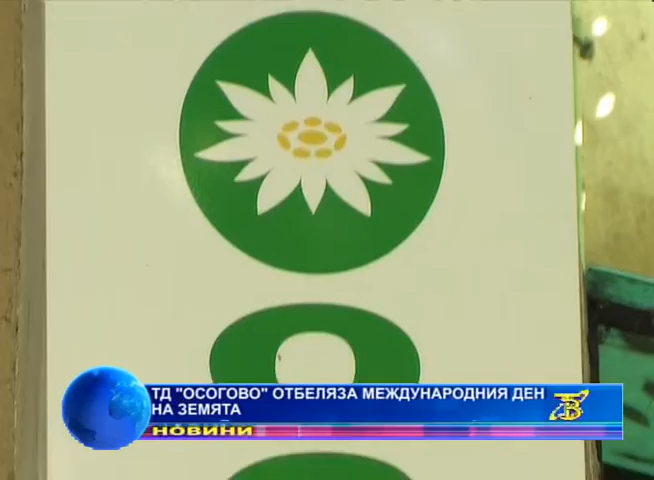 О
ТД "ОСОГОВО" ОТБЕЛЯЗА МЕЖДУНАРОДНИЯ ДЕН
НА ЗЕМЯТА
НОВИНИ